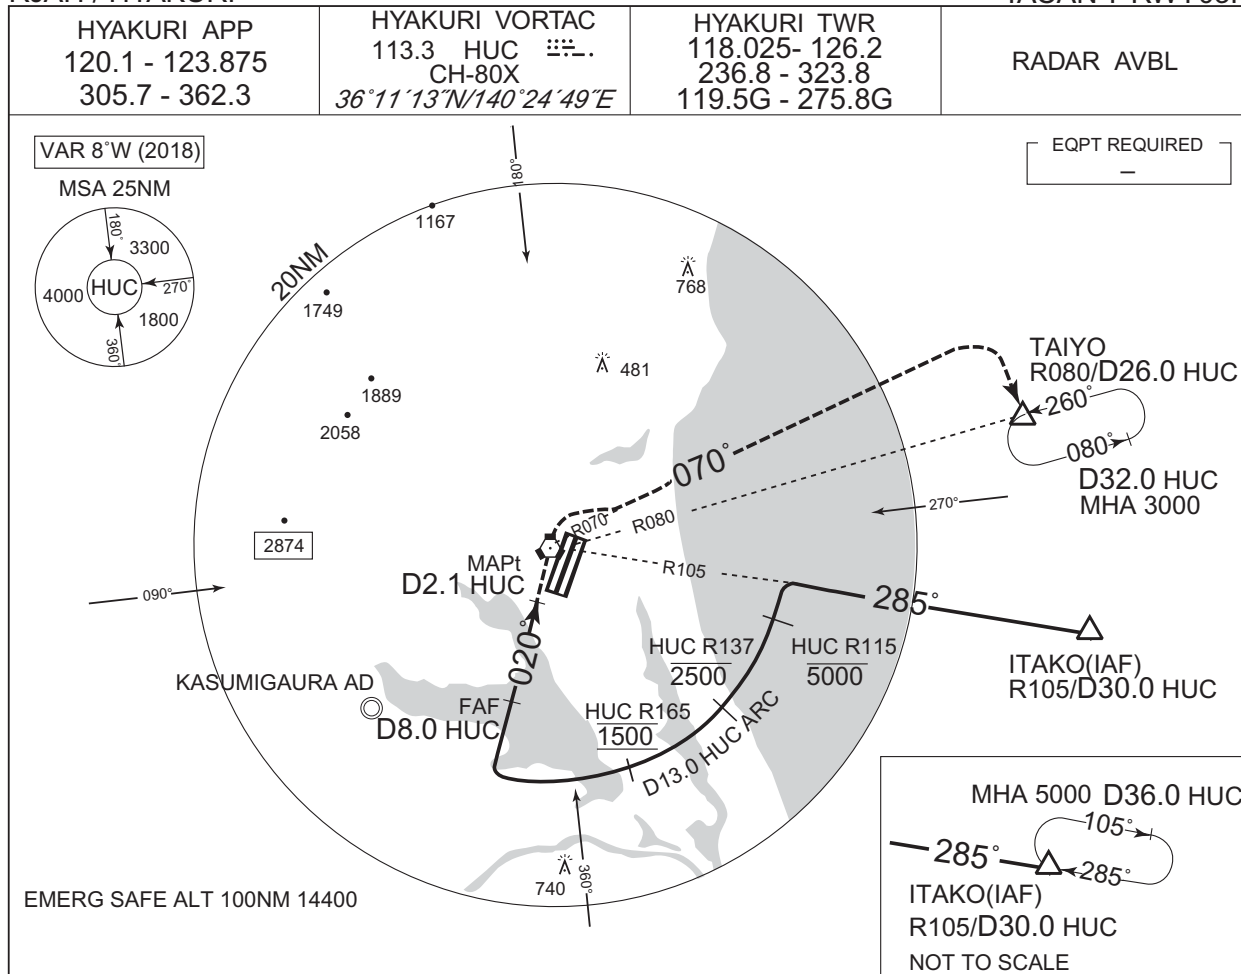 HYAKURI APP
120.1 - 123.875
305.7 - 362.3
HYAKURI VORTAC
113.3 HUC
CH-80X
36°11´13˝N/140°24´49˝E
HYAKURI TWR
118.025- 126.2
236.8 - 323.8
119.5G - 275.8G
RADAR AVBL
VAR 8°W (2018)
MSA 25NM
180°
3300
HUC
270°
4000
1800
360°
EQPT REQUIRED
–
180°
1167
20NM
768
1749
481
1889
2058
TAIYO
R080/D26.0 HUC
260°
080°
D32.0 HUC
MHA 3000
070°
270°
R070
R080
2874
MAPt
D2.1 HUC
R105
090°
285°
020°
HUC R137
2500
HUC R115
5000
ITAKO(IAF)
R105/D30.0 HUC
KASUMIGAURA AD
FAF
D8.0 HUC
HUC R165
1500
D13.0 HUC ARC
740
360°
EMERG SAFE ALT 100NM 14400
MHA 5000 D36.0 HUC
105°
285°
285°
ITAKO(IAF)
R105/D30.0 HUC
NOT TO SCALE